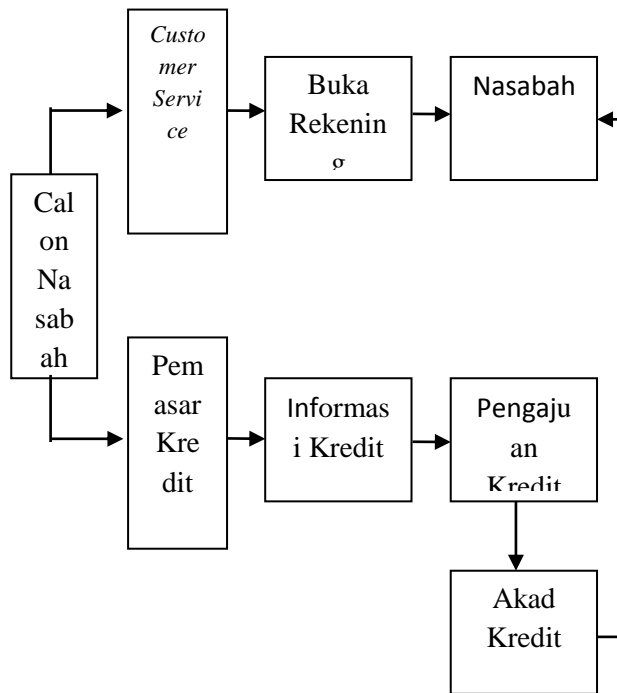 Custo
mer
Servi
ce
Buka
Rekenin
g
Nasabah
Cal
on
Na
sab
ah
Pem
asar
Kre
dit
Informas
i Kredit
Pengaju
an
Kredit
Akad
Kredit